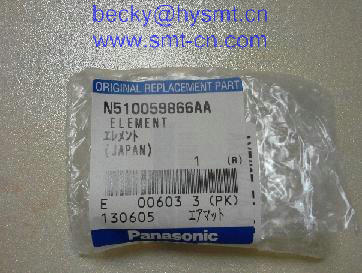 becky@hysmt.cn
www.smt-cn.com
ORIGINAL REPLACEMENT PART
N510059866AA
ELEMENT
エレメント
(JAPAN)
1 (R)
E 00603 3 (PK)
130605 エアマット
Panasonic